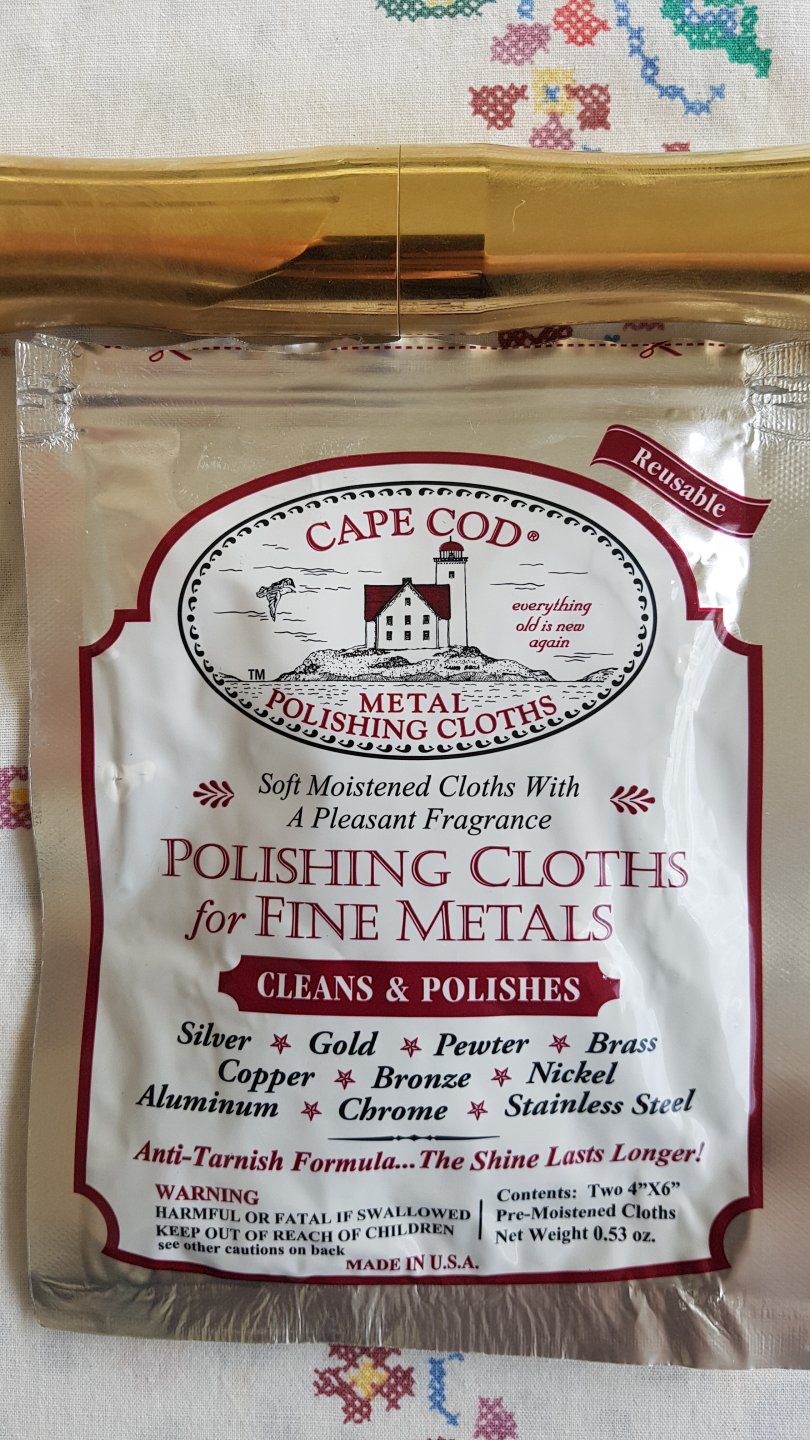 Reusable
CAPE COD®
everything
old is new
again
TM
METAL
POLISHING CLOTHS
Soft Moistened Cloths With
A Pleasant Fragrance
POLISHING CLOTHS
for FINE METALS
CLEANS & POLISHES
Silver Gold Pewter Brass
Copper Bronze Nickel
Aluminum Chrome Stainless Steel
Anti-Tarnish Formula...The Shine Lasts Longer!
WARNING
HARMFUL OR FATAL IF SWALLOWED
KEEP OUT OF REACH OF CHILDREN
see other cautions on back
Contents: Two 4”X6”
Pre-Moistened Cloths
Net Weight 0.53 oz.
MADE IN U.S.A.